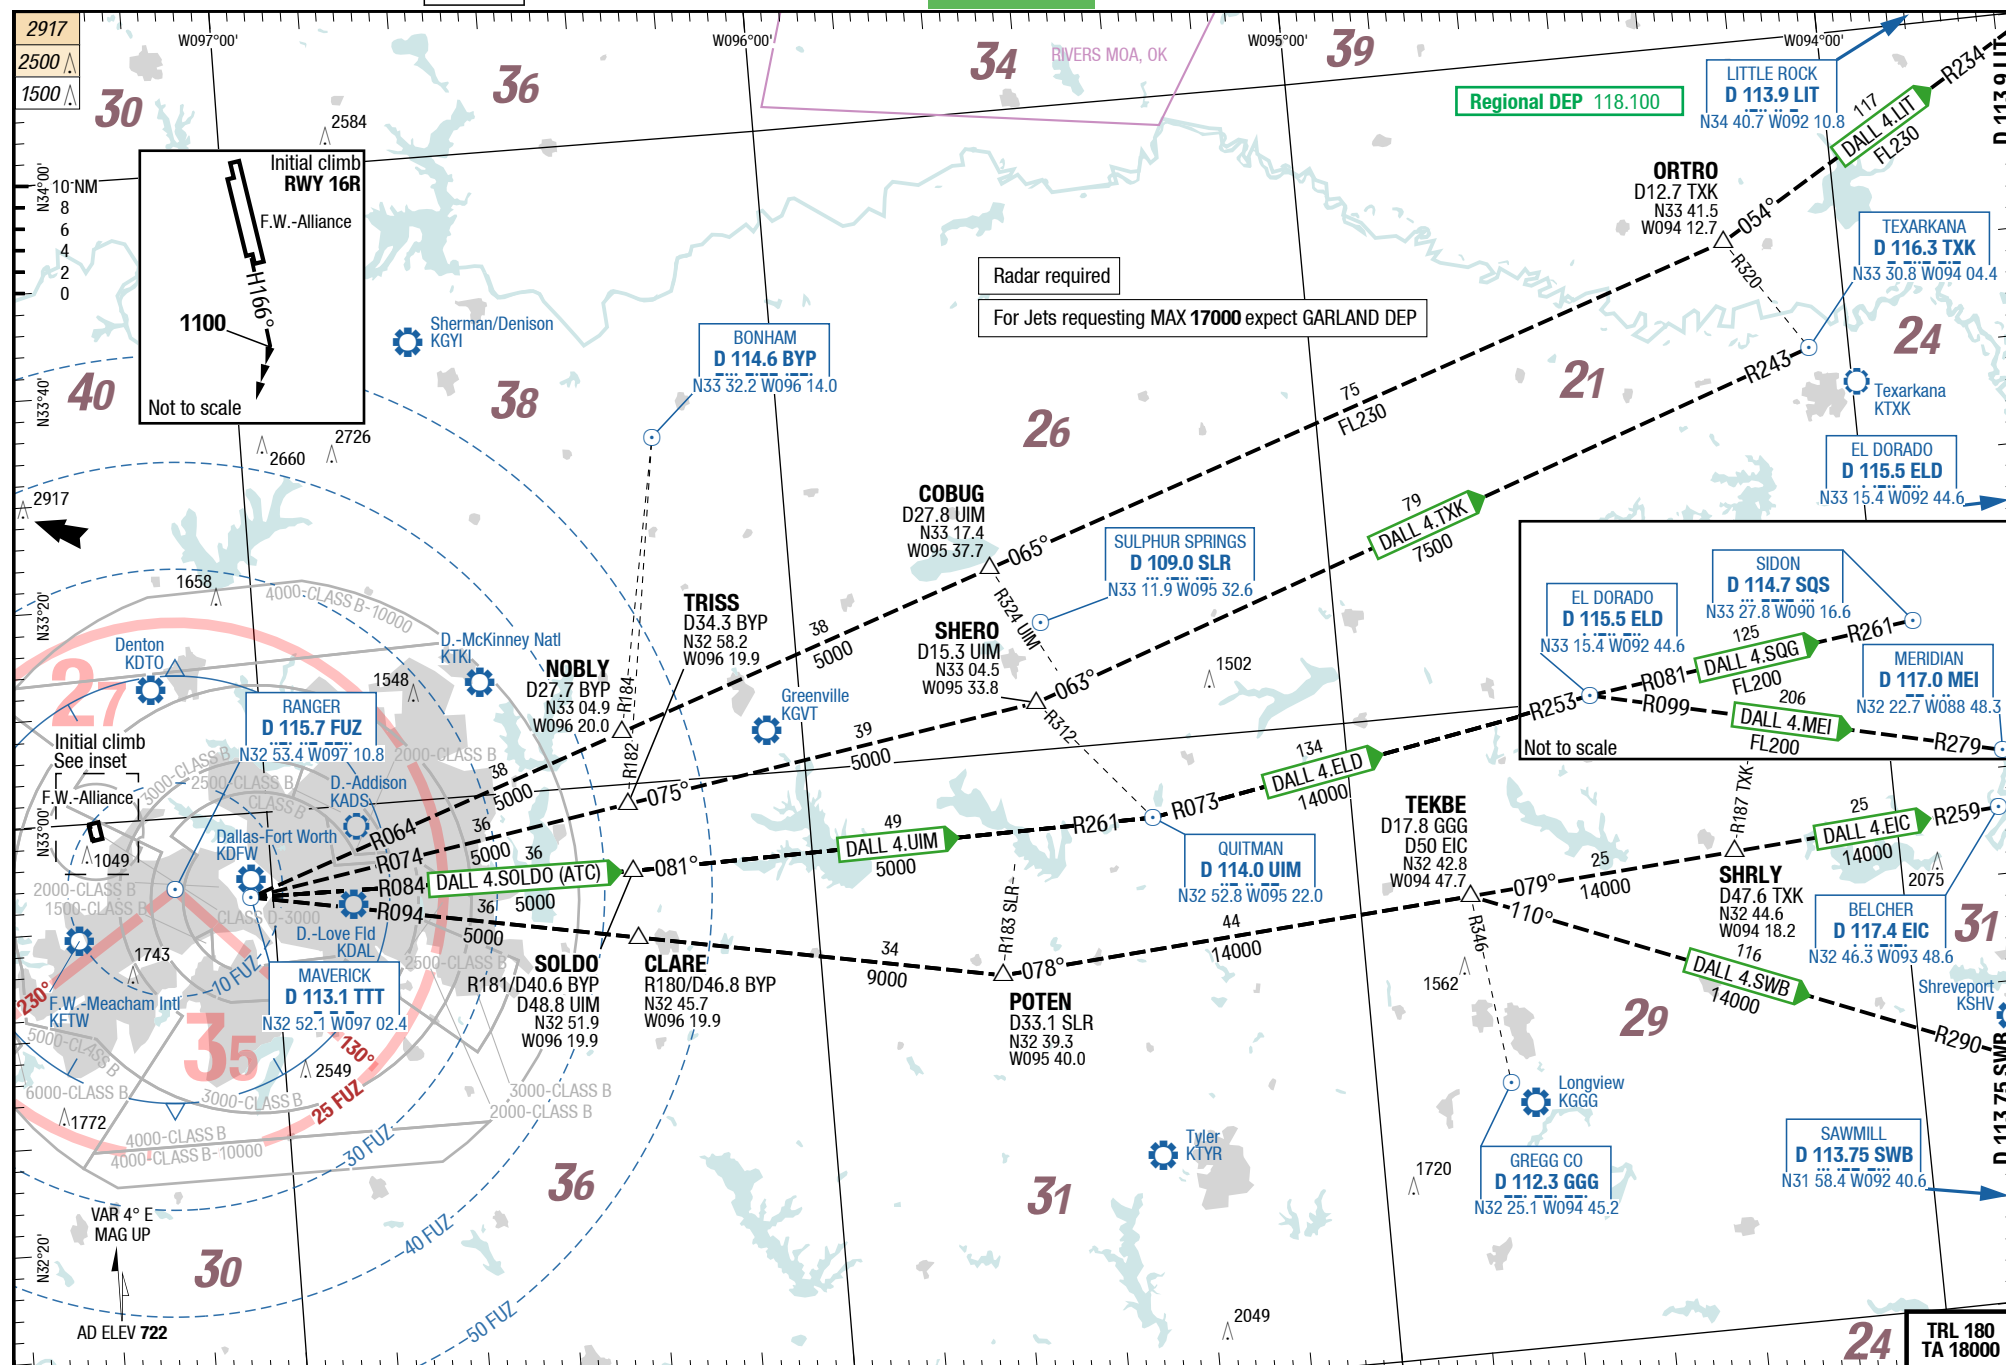 2917
2500
1500
W097°00'
W096°00'
W095°00'
W094°00'
30
36
34
RIVERS MOA, OK
39
Regional DEP 118.100
LITTLE ROCK
D 113.9 LIT
N34 40.7 W092 10.8
117
DALL 4.LIT
FL230
R234
D 113.9 LIT
2584
Initial climb
RWY 16R
F.W.-Alliance
H166°
1100
Not to scale
N34°00'
10 NM
8
6
4
2
0
ORTRO
D12.7 TXK
N33 41.5
W094 12.7
054°
R320
TEXARKANA
D 116.3 TXK
N33 30.8 W094 04.4
Radar required
For Jets requesting MAX 17000 expect GARLAND DEP
Sherman/Denison
KGYI
BONHAM
D 114.6 BYP
N33 32.2 W096 14.0
24
21
R243
Texarkana
KTXK
75
FL230
N33°40'
40
38
26
2726
2660
2917
EL DORADO
D 115.5 ELD
N33 15.4 W092 44.6
COBUG
D27.8 UIM
N33 17.4
W095 37.7
065°
79
DALL 4.TXK
7500
SULPHUR SPRINGS
D 109.0 SLR
N33 11.9 W095 32.6
R324 UIM
1658
4000-CLASS B-10000
N33°20'
TRISS
D34.3 BYP
N32 58.2
W096 19.9
38
5000
SHERO
D15.3 UIM
N33 04.5
W095 33.8
063°
R312
1502
EL DORADO
D 115.5 ELD
N33 15.4 W092 44.6
SIDON
D 114.7 SQS
N33 27.8 W090 16.6
125
R081
DALL 4.SQG
FL200
R261
MERIDIAN
D 117.0 MEI
N32 22.7 W088 48.3
R253
R099
206
DALL 4.MEI
FL200
R279
Not to scale
Denton
KDTO
D.-McKinney Natl
KTKI
1548
NOBLY
D27.7 BYP
N33 04.9
W096 20.0
R184
R182
Greenville
KGVT
27
RANGER
D 115.7 FUZ
N32 53.4 W097 10.8
2000-CLASS B
Initial climb
See inset
F.W.-Alliance
3000-CLASS B
2500-CLASS B
CLASS B
D.-Addison
KADS
38
5000
39
5000
134
DALL 4.ELD
14000
N33°00'
1049
Dallas-Fort Worth
KDFW
R064
R074
36
5000
075°
R084
DALL 4.SOLDO (ATC)
36
5000
081°
49
DALL 4.UIM
5000
R261
R073
QUITMAN
D 114.0 UIM
N32 52.8 W095 22.0
TEKBE
D17.8 GGG
D50 EIC
N32 42.8
W094 47.7
R187 TXK
25
DALL 4.EIC
14000
R259
25
079°
14000
110°
SHRLY
D47.6 TXK
N32 44.6
W094 18.2
2075
BELCHER
D 117.4 EIC
N32 46.3 W093 48.6
31
2000-CLASS B
1500-CLASS B
CLASS D-3000
R094
36
5000
D.-Love Fld
KDAL
2500-CLASS B
1743
10 FUZ
F.W.-Meacham Intl
KFTW
230°
MAVERICK
D 113.1 TTT
N32 52.1 W097 02.4
SOLDO
R181/D40.6 BYP
D48.8 UIM
N32 51.9
W096 19.9
CLARE
R180/D46.8 BYP
N32 45.7
W096 19.9
34
9000
R183 SLR
078°
POTEN
D33.1 SLR
N32 39.3
W095 40.0
44
14000
R346
1562
116
DALL 4.SWB
14000
R290
Shreveport
KSHV
D 113.75 SWB
29
35
5000-CLASS B
6000-CLASS B
130°
2549
25 FUZ
3000-CLASS B
3000-CLASS B
2000-CLASS B
1772
4000-CLASS B
4000-CLASS B-10000
30 FUZ
40 FUZ
50 FUZ
Longview
KGGG
Tyler
KTYR
GREGG CO
D 112.3 GGG
N32 25.1 W094 45.2
1720
SAWMILL
D 113.75 SWB
N31 58.4 W092 40.6
36
31
VAR 4° E
MAG UP
N32°20'
30
AD ELEV 722
2049
24
TRL 180
TA 18000